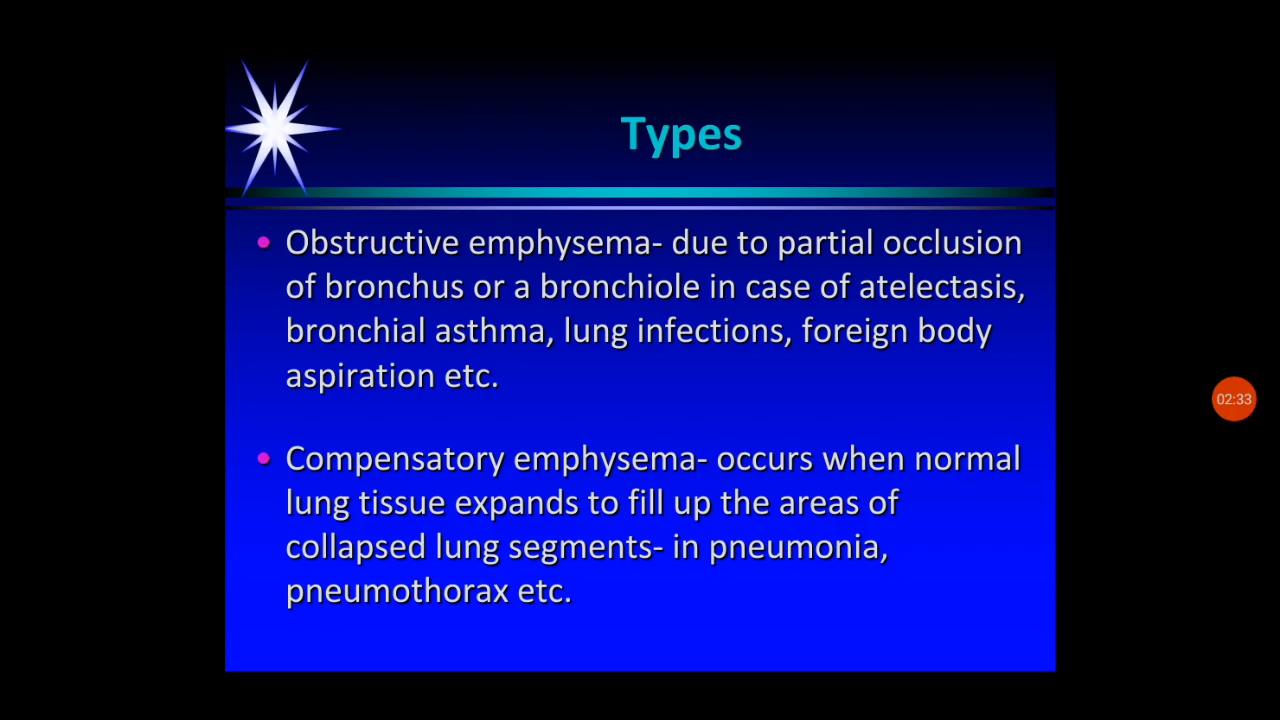 Types
• Obstructive emphysema- due to partial occlusion
of bronchus or a bronchiole in case of atelectasis,
bronchial asthma, lung infections, foreign body
aspiration etc.
02:33
• Compensatory emphysema- occurs when normal
lung tissue expands to fill up the areas of
collapsed lung segments- in pneumonia,
pneumothorax etc.